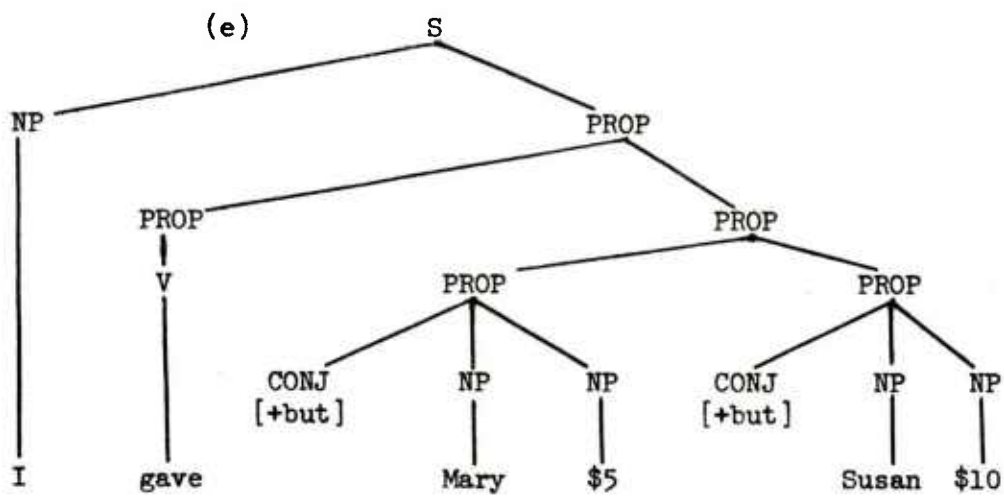 (e) S
NP PROP
PROP PROP
V PROP PROP
CONJ NP NP CONJ NP NP
[+but] [+but]
I gave Mary $5 Susan $10